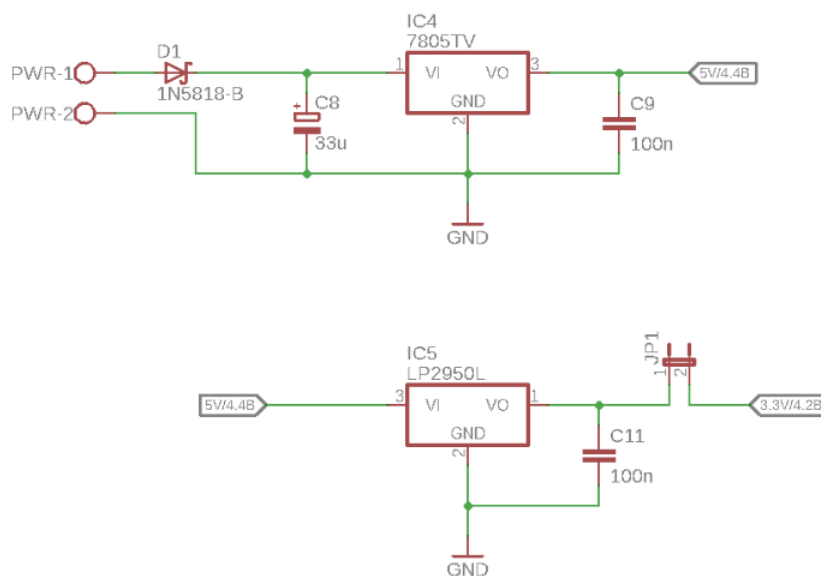 IC4
7805TV
D1
PWR-1
1 VI VO 3
5V/4.4B
1N5818-B
+ C8
GND
C9
PWR-2
2
33u
100n
GND
JP1
IC5
LP2950L
1 2
5V/4.4B
3 VI VO 1
3.3V/4.2B
GND
C11
2
100n
GND